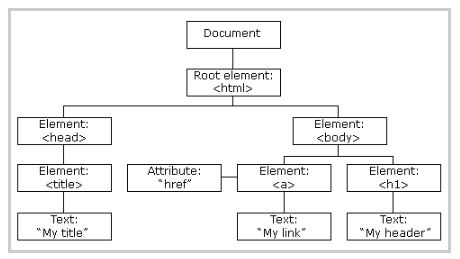 Document
Root element:
<html>
Element:
<head>
Element:
<body>
Element:
<title>
Attribute:
“href”
Element:
<a>
Element:
<h1>
Text:
“My title”
Text:
“My link”
Text:
“My header”